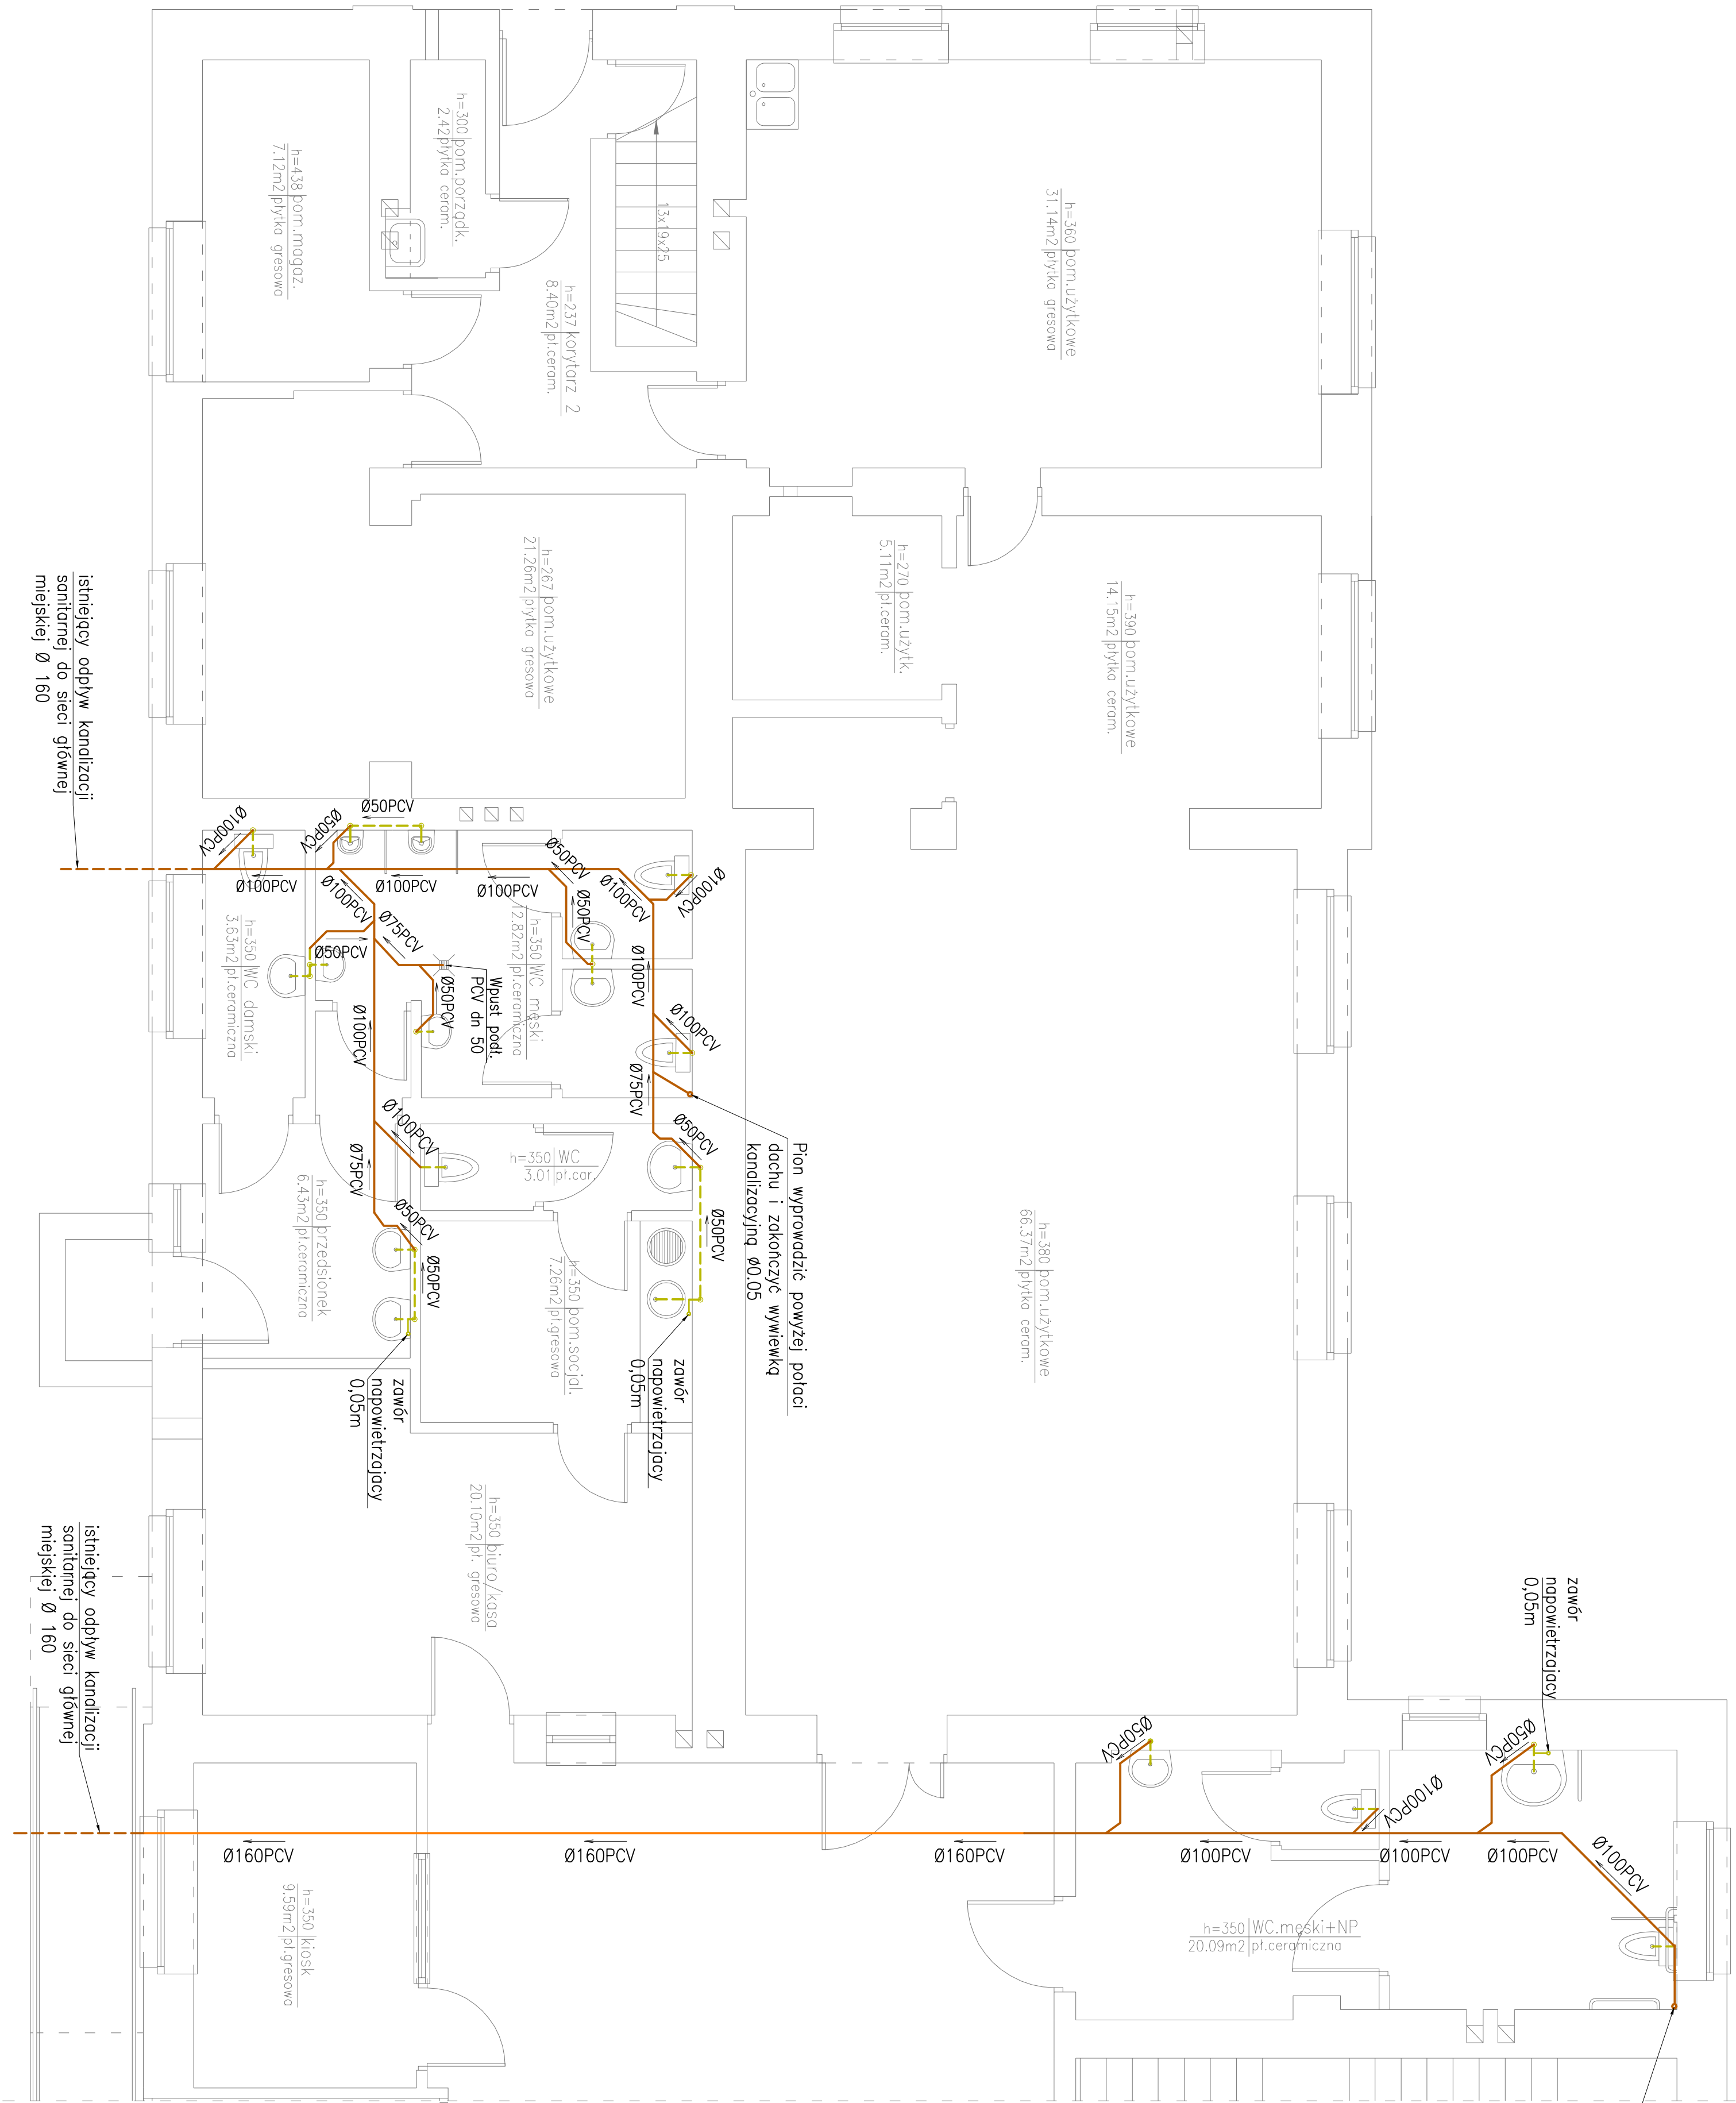 h=300 pom.porządk.
2.42 płytka ceram.
h=438 pom.magaz.
7.12m2 płytka gresowa
13x19x25
h=237 korytarz 2
8.40m2 pł.ceram.
h=360 pom.użytkowe
31.14m2 płytka gresowa
h=267 pom.użytkowe
21.26m2 płytka gresowa
h=270 pom.użytk.
5.11m2 pł.ceram.
h=390 pom.użytkowe
14.15m2 płytka ceram.
istniejący odpływ kanalizacji
sanitarnej do sieci głównej
miejskiej Ø 160
Ø100PCV
Ø50PCV
Ø50PCV
Ø100PCV
Ø100PCV
Ø100PCV
Ø50PCV
Ø100PCV
Ø100PCV
Ø50PCV
Ø100PCV
Ø75PCV
Ø50PCV
Ø50PCV
Ø100PCV
Ø100PCV
Ø100PCV
Ø75PCV
Ø50PCV
Ø50PCV
Ø100PCV
Ø75PCV
Ø50PCV
Ø50PCV
h=350 WC damski
3.63m2 pł.ceramiczna
h=350 WC męski
12.82m2 pł.ceramiczna
Wpust podł.
PCV dn 50
h=350 WC
3.01 pł.car.
h=350 przedsionek
6.43m2 pł.ceramiczna
h=350 pom.socjal.
7.26m2 pł.gresowa
Pion wyprowadzić powyżej połaci
dachu i zakończyć wywiewką
kanalizacyjną Ø0.05
h=380 pom.użytkowe
66.37m2 płytka ceram.
zawór
napowietrzajacy
0,05m
zawór
napowietrzajacy
0,05m
h=350 biuro/kasa
20.10m2 pł. gresowa
istniejący odpływ kanalizacji
sanitarnej do sieci głównej
miejskiej Ø 160
zawór
napowietrzajacy
0,05m
Ø50PCV
Ø50PCV
Ø100PCV
Ø160PCV
Ø160PCV
Ø160PCV
Ø100PCV
Ø100PCV
Ø100PCV
Ø100PCV
h=350 kiosk
9.59m2 pł.gresowa
h=350 WC.męski+NP
20.09m2 pł.ceramiczna